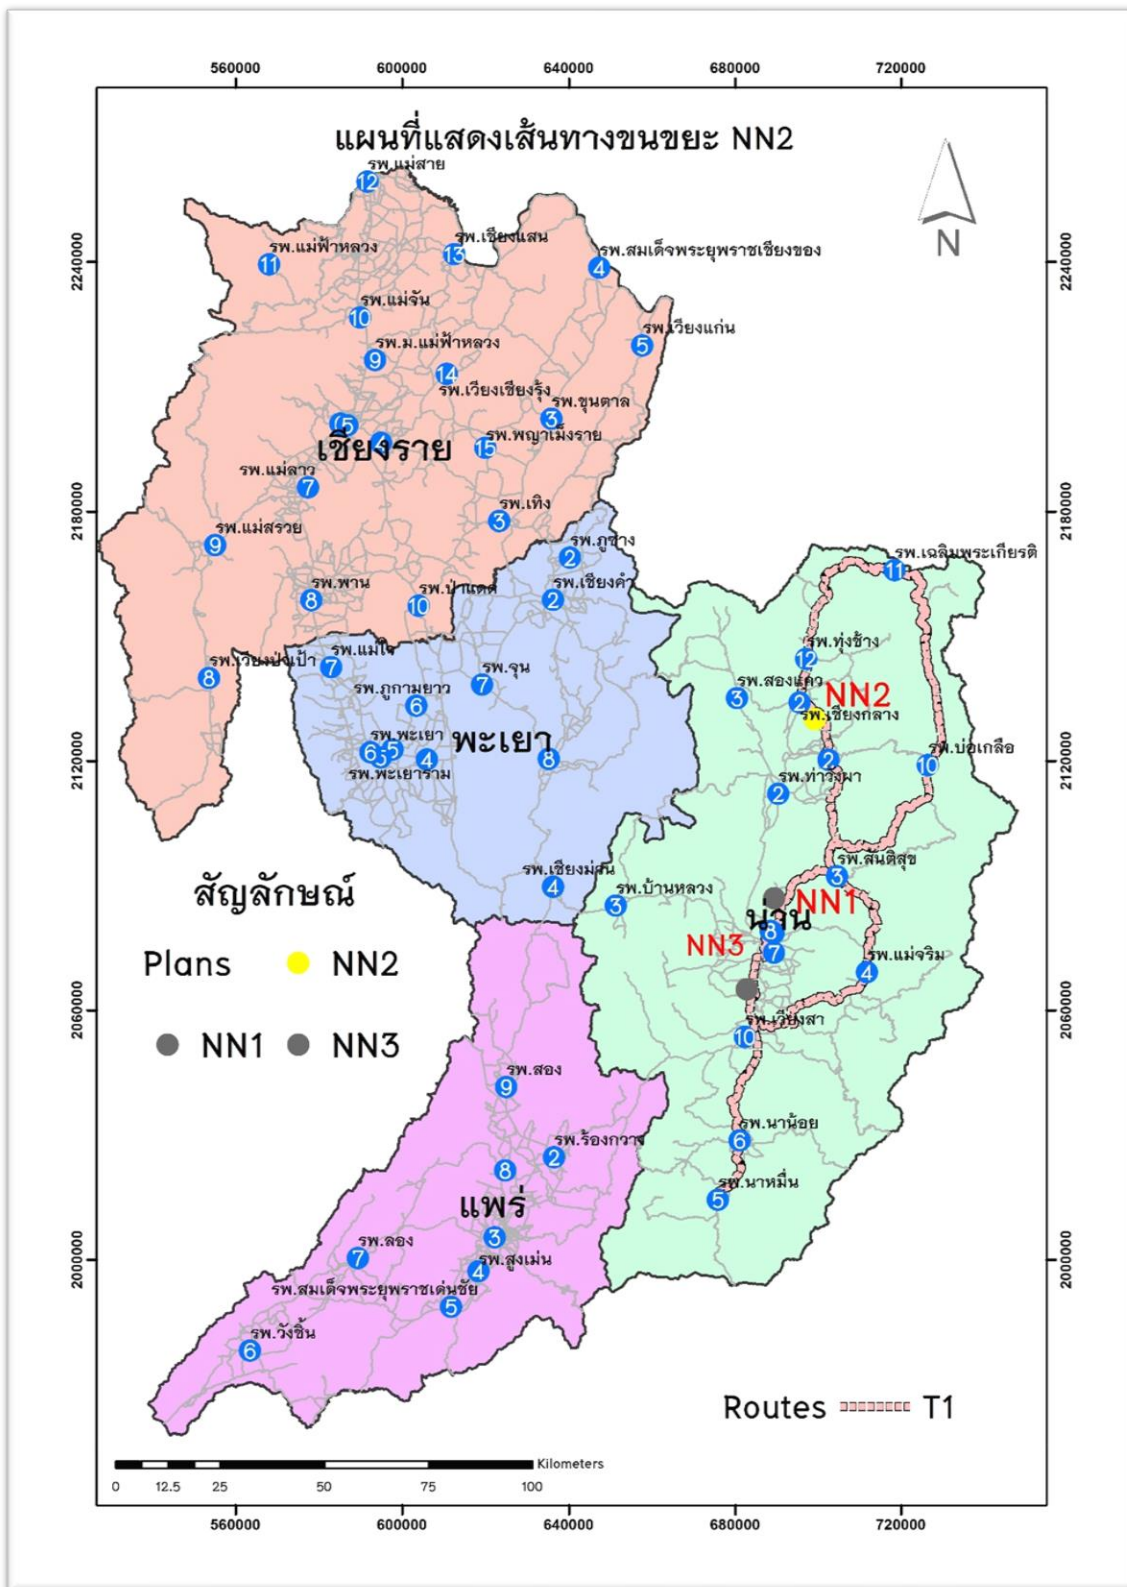 560000 600000 640000 680000 720000
แผนที่แสดงเส้นทางขนขยะ NN2
N
2240000
2180000
2120000
2060000
2000000
2240000
2180000
2120000
2060000
2000000
รพ.แม่สาย
12
รพ.แม่ฟ้าหลวง
11
รพ.เชียงแสน
13
รพ.สมเด็จพระยุพราชเชียงของ
4
รพ.แม่จัน
10
รพ.เวียงแก่น
5
รพ.ม.แม่ฟ้าหลวง
9
14
รพ.เวียงเชียงรุ้ง
รพ.ขุนตาล
3
5
รพ.พญาเม็งราย
15
เชียงราย
รพ.แม่ลาว
7
รพ.เทิง
3
รพ.แม่สรวย
9
รพ.ภูซาง
2
รพ.เชียงคำ
2
รพ.พาน
8
รพ.ป่าแดด
10
รพ.เวียงป่าเป้า
8
รพ.แม่ใจ
7
รพ.จุน
7
รพ.ภูกามยาว
6
รพ.พะเยา
6
5
5
4
รพ.พะเยาราม
พะเยา
8
รพ.เชียงม่วน
4
รพ.เฉลิมพระเกียรติ
11
รพ.ทุ่งช้าง
12
รพ.สองแคว
3
2
NN2
รพ.เชียงกลาง
2
รพ.บ่อเกลือ
10
รพ.ท่าวังผา
2
รพ.สันติสุข
3
รพ.บ้านหลวง
3
NN1
น่าน
8
NN3
7
รพ.แม่จริม
4
รพ.เวียงสา
10
รพ.นาน้อย
6
รพ.นาหมื่น
5
สัญลักษณ์
Plans NN2
NN1 NN3
รพ.สอง
9
รพ.ร้องกวาง
2
8
แพร่
3
รพ.ลอง
7
รพ.สูงเม่น
4
รพ.สมเด็จพระยุพราชเด่นชัย
5
รพ.วังชิ้น
6
Routes T1
Kilometers
0 12.5 25 50 75 100
560000 600000 640000 680000 720000